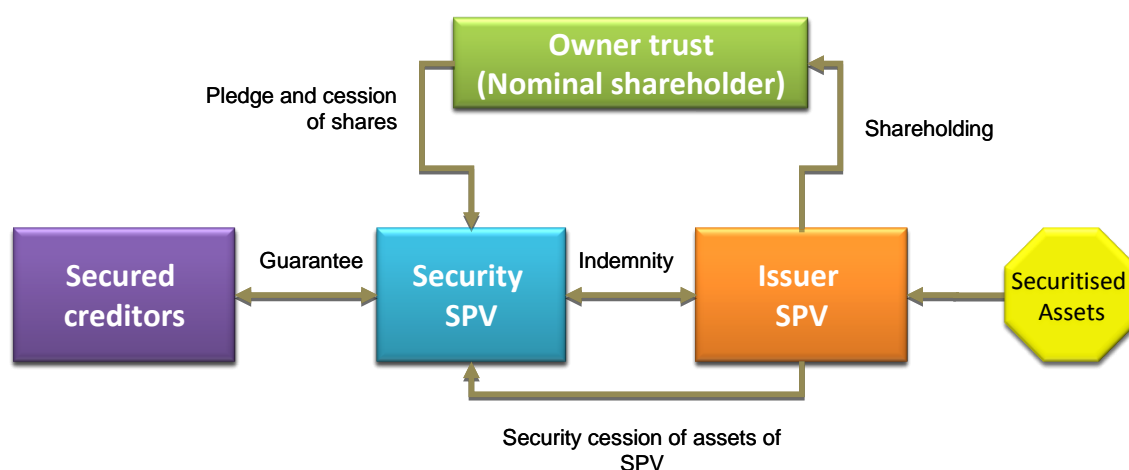 Owner trust
(Nominal shareholder)
Pledge and cession
of shares
Shareholding
Secured
creditors
Guarantee
Security
SPV
Indemnity
Issuer
SPV
Securitised
Assets
Security cession of assets of
SPV